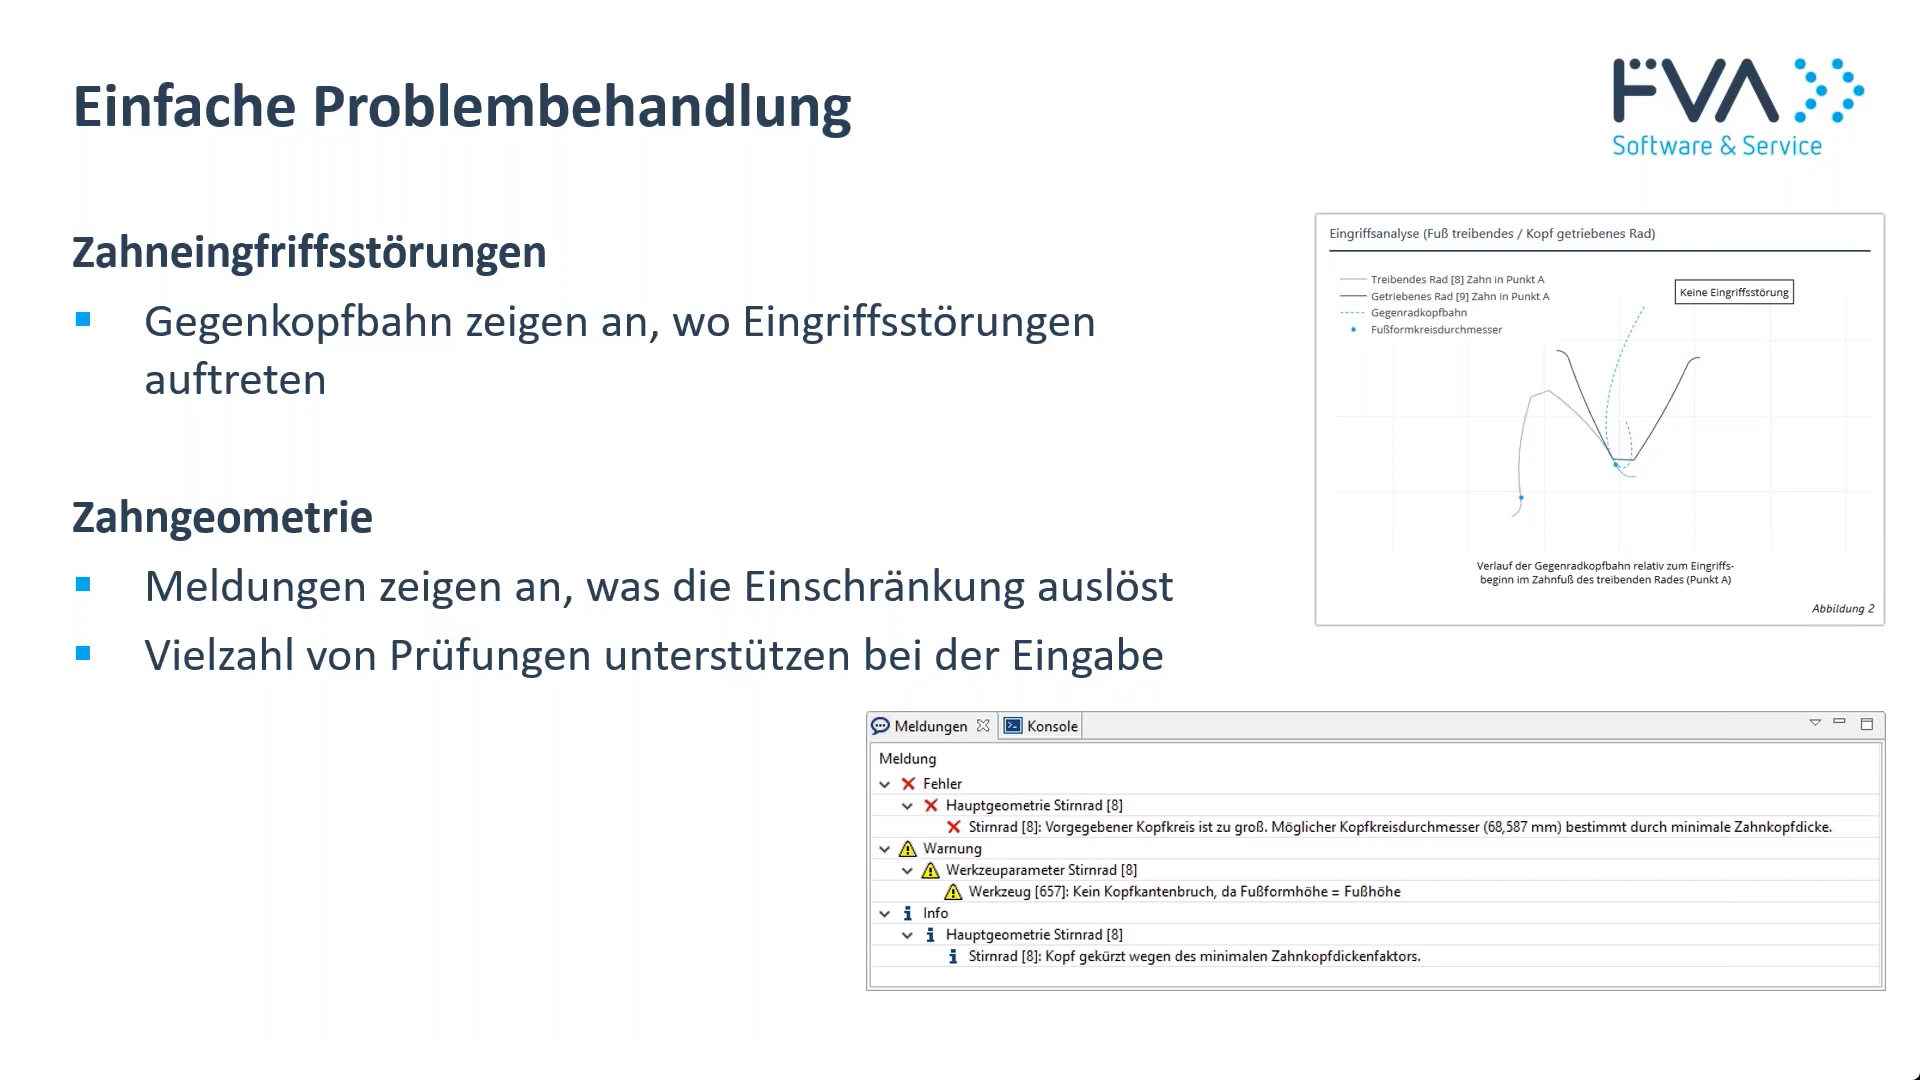 Einfache Problembehandlung
FVA
Software & Service
Zahneingfriffsstörungen
Gegenkopfbahn zeigen an, wo Eingriffsstörungen
auftreten
Zahngeometrie
Meldungen zeigen an, was die Einschränkung auslöst
Vielzahl von Prüfungen unterstützen bei der Eingabe
Eingriffsanalyse (Fuß treibendes / Kopf getriebenes Rad)
Treibendes Rad [8] Zahn in Punkt A
Getriebenes Rad [9] Zahn in Punkt A
Gegenradkopfbahn
Fußformkreisdurchmesser
Keine Eingriffsstörung
Verlauf der Gegenradkopfbahn relativ zum Eingriffs-
beginn im Zahnfuß des treibenden Rades (Punkt A)
Abbildung 2
Meldungen Konsole
Meldung
Fehler
Hauptgeometrie Stirnrad [8]
Stirnrad [8]: Vorgegebener Kopfkreis ist zu groß. Möglicher Kopfkreisdurchmesser (68,587 mm) bestimmt durch minimale Zahnkopfdicke.
Warnung
Werkzeuparameter Stirnrad [8]
Werkzeug [657]: Kein Kopfkantenbruch, da Fußformhöhe = Fußhöhe
Info
Hauptgeometrie Stirnrad [8]
Stirnrad [8]: Kopf gekürzt wegen des minimalen Zahnkopfdickenfaktors.